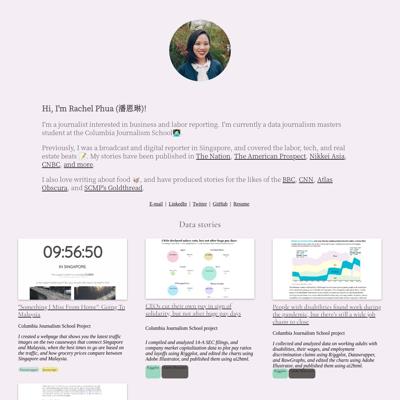 Hi, I'm Rachel Phua (潘恩琳)!
I'm a journalist interested in business and labor reporting. I'm currently a data journalism masters
student at the Columbia Journalism School
Previously, I was a broadcast and digital reporter in Singapore, and covered the labor, tech, and real
estate beats. My stories have been published in The Nation, The American Prospect, Nikkei Asia,
CNBC, and more.
I also love writing about food, and have produced stories for the likes of the BBC, CNN, Atlas
Obscura, and SCMP's Goldthread.
E-mail | LinkedIn | Twitter | GitHub | Resume
Data stories
09:56:50
IN SINGAPORE
"Something I Miss From Home": Going To
Malaysia
Columbia Journalism School Project
I created a webpage that shows you the latest traffic
images on the two causeways that connect Singapore
and Malaysia, when the best times to go are based on
the traffic, and how grocery prices compare between
Singapore and Malaysia.
CEOs declared salary cuts, but not after huge pay days
CEOs cut their own pay in sign of
solidarity, but not after huge pay days
Columbia Journalism School project
I compiled and analyzed 10-k SEC filings, and
company market capitalization data to plot pay ratios
and layoffs using R/ggplot, and edited the charts using
Adobe Illustrator, and published them using ai2html.
People with disabilities found work during
the pandemic, but there's still a wide job
chasm to close
Columbia Journalism School project
I collected and analyzed data on working adults with
disabilities, their wages, and employment
discrimination claims using R/ggplot, Datawrapper,
and RawGraphs, and edited the charts using Adobe
Illustrator, and published them using ai2html.